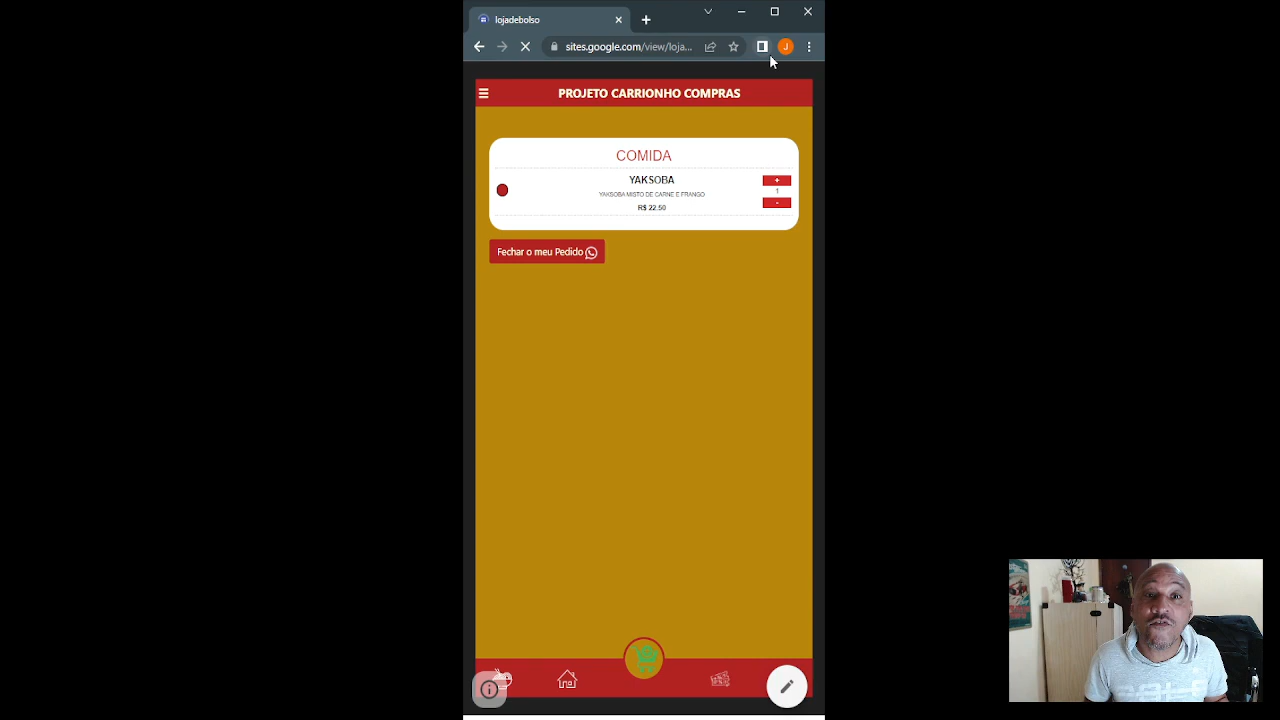 lojadebolso
sites.google.com/view/loja...
J
PROJETO CARRIONHO COMPRAS
COMIDA
YAKSOBA
YAKSOBA MISTO DE CARNE E FRANGO
R$ 22.50
+
1
-
Fechar o meu Pedido